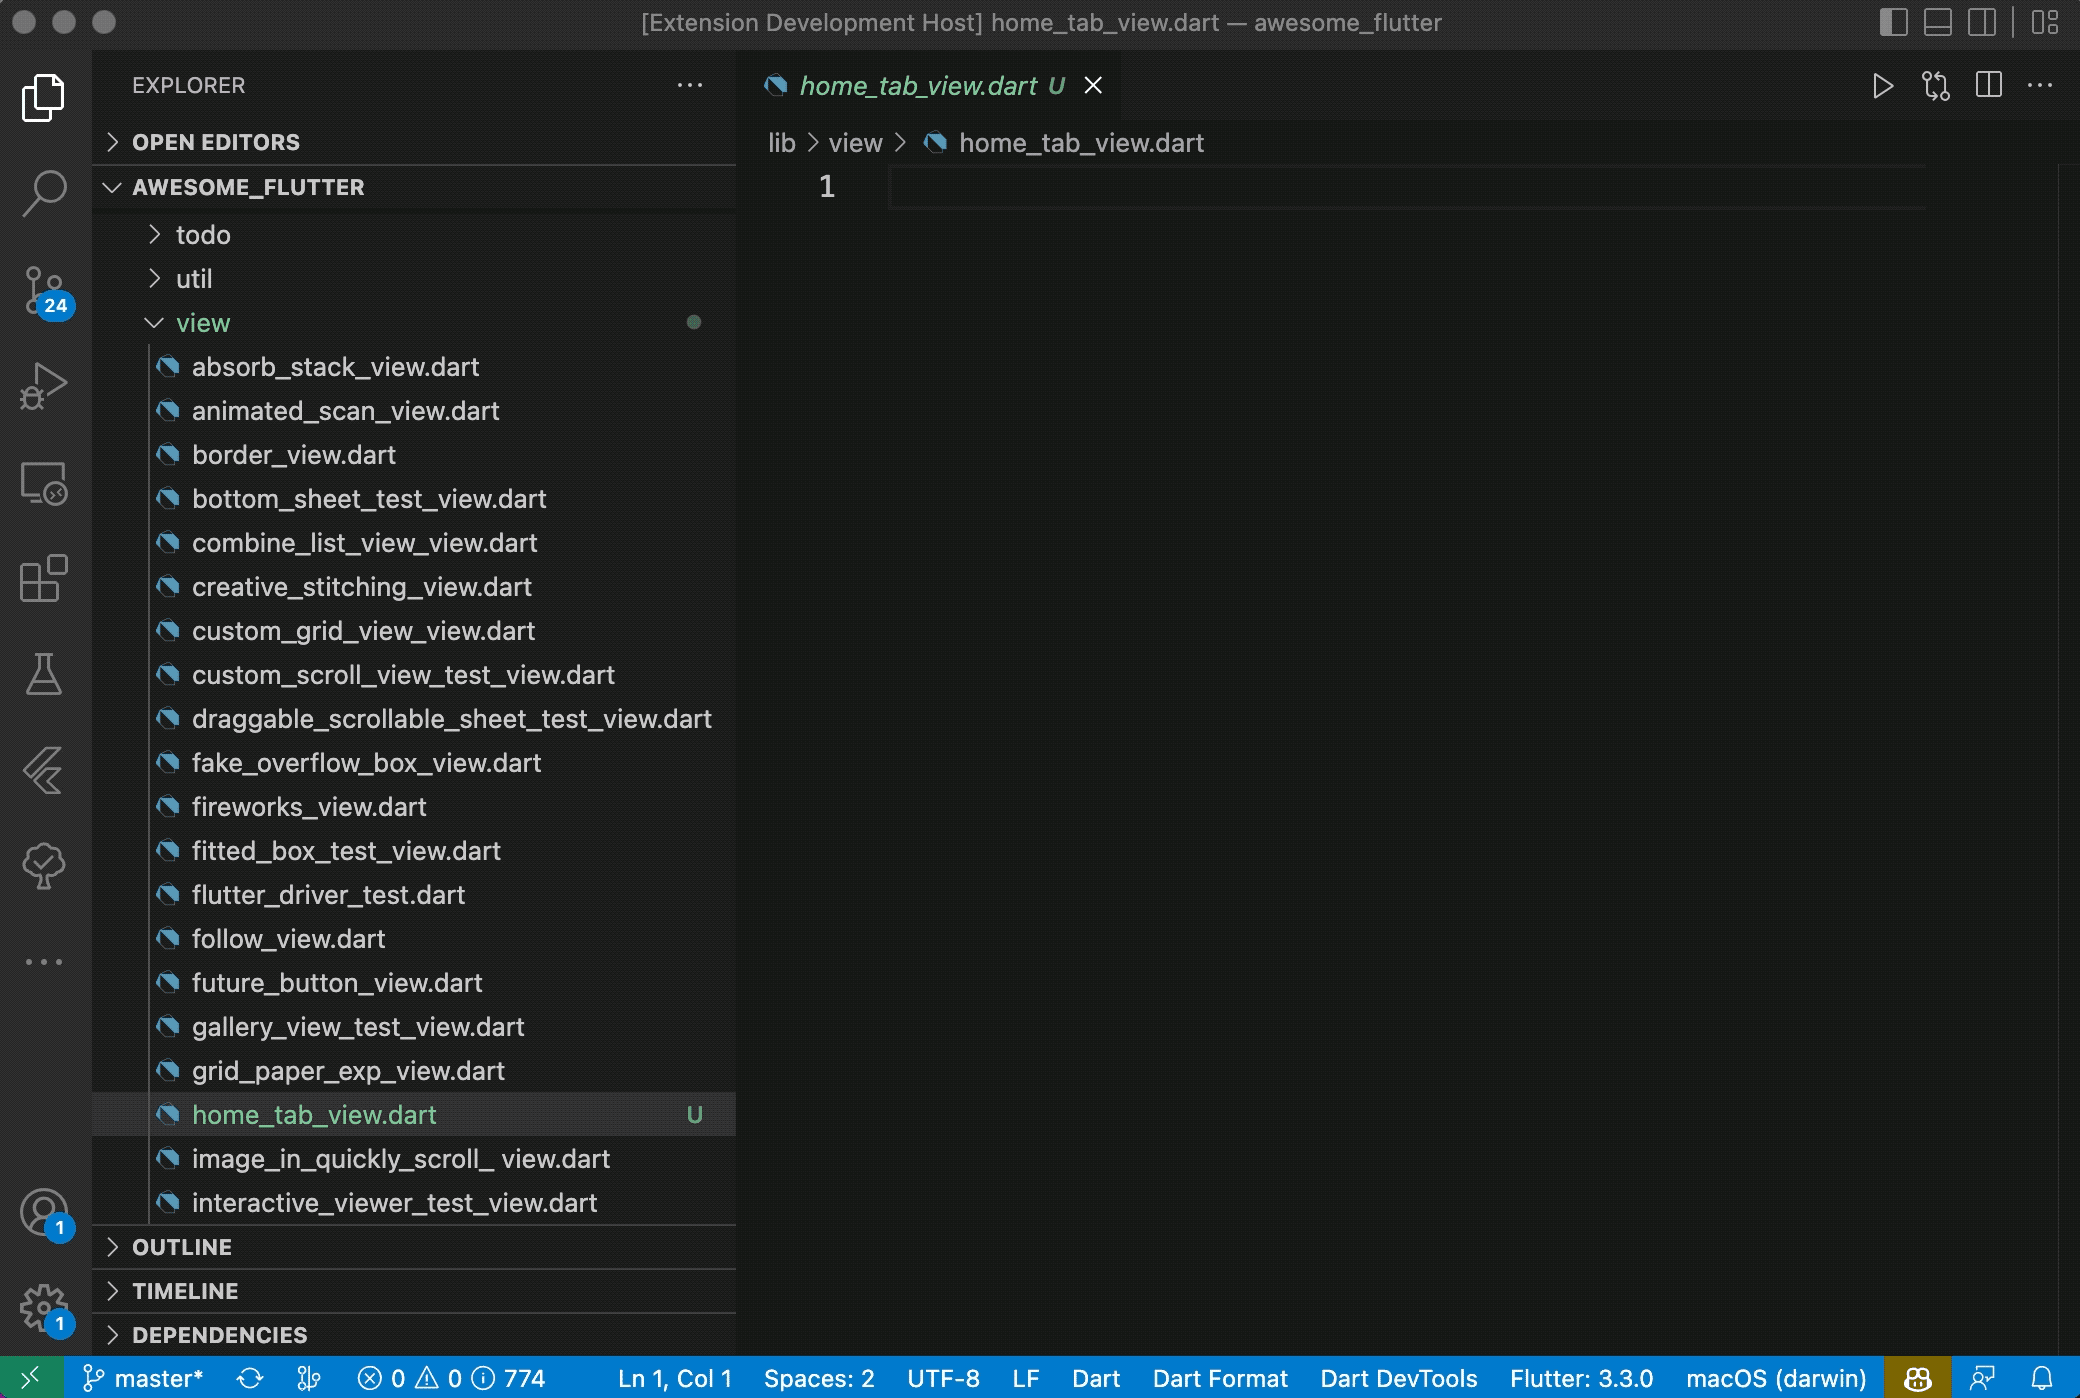 [Extension Development Host] home_tab_view.dart — awesome_flutter
EXPLORER
OPEN EDITORS
AWESOME_FLUTTER
todo
util
view
absorb_stack_view.dart
animated_scan_view.dart
border_view.dart
bottom_sheet_test_view.dart
combine_list_view_view.dart
creative_stitching_view.dart
custom_grid_view_view.dart
custom_scroll_view_test_view.dart
draggable_scrollable_sheet_test_view.dart
fake_overflow_box_view.dart
fireworks_view.dart
fitted_box_test_view.dart
flutter_driver_test.dart
follow_view.dart
future_button_view.dart
gallery_view_test_view.dart
grid_paper_exp_view.dart
home_tab_view.dart U
image_in_quickly_scroll_ view.dart
interactive_viewer_test_view.dart
OUTLINE
TIMELINE
DEPENDENCIES
24
1
1
home_tab_view.dart U
lib > view > home_tab_view.dart
1
master* 0 0 774 Ln 1, Col 1 Spaces: 2 UTF-8 LF Dart Dart Format Dart DevTools Flutter: 3.3.0 macOS (darwin)